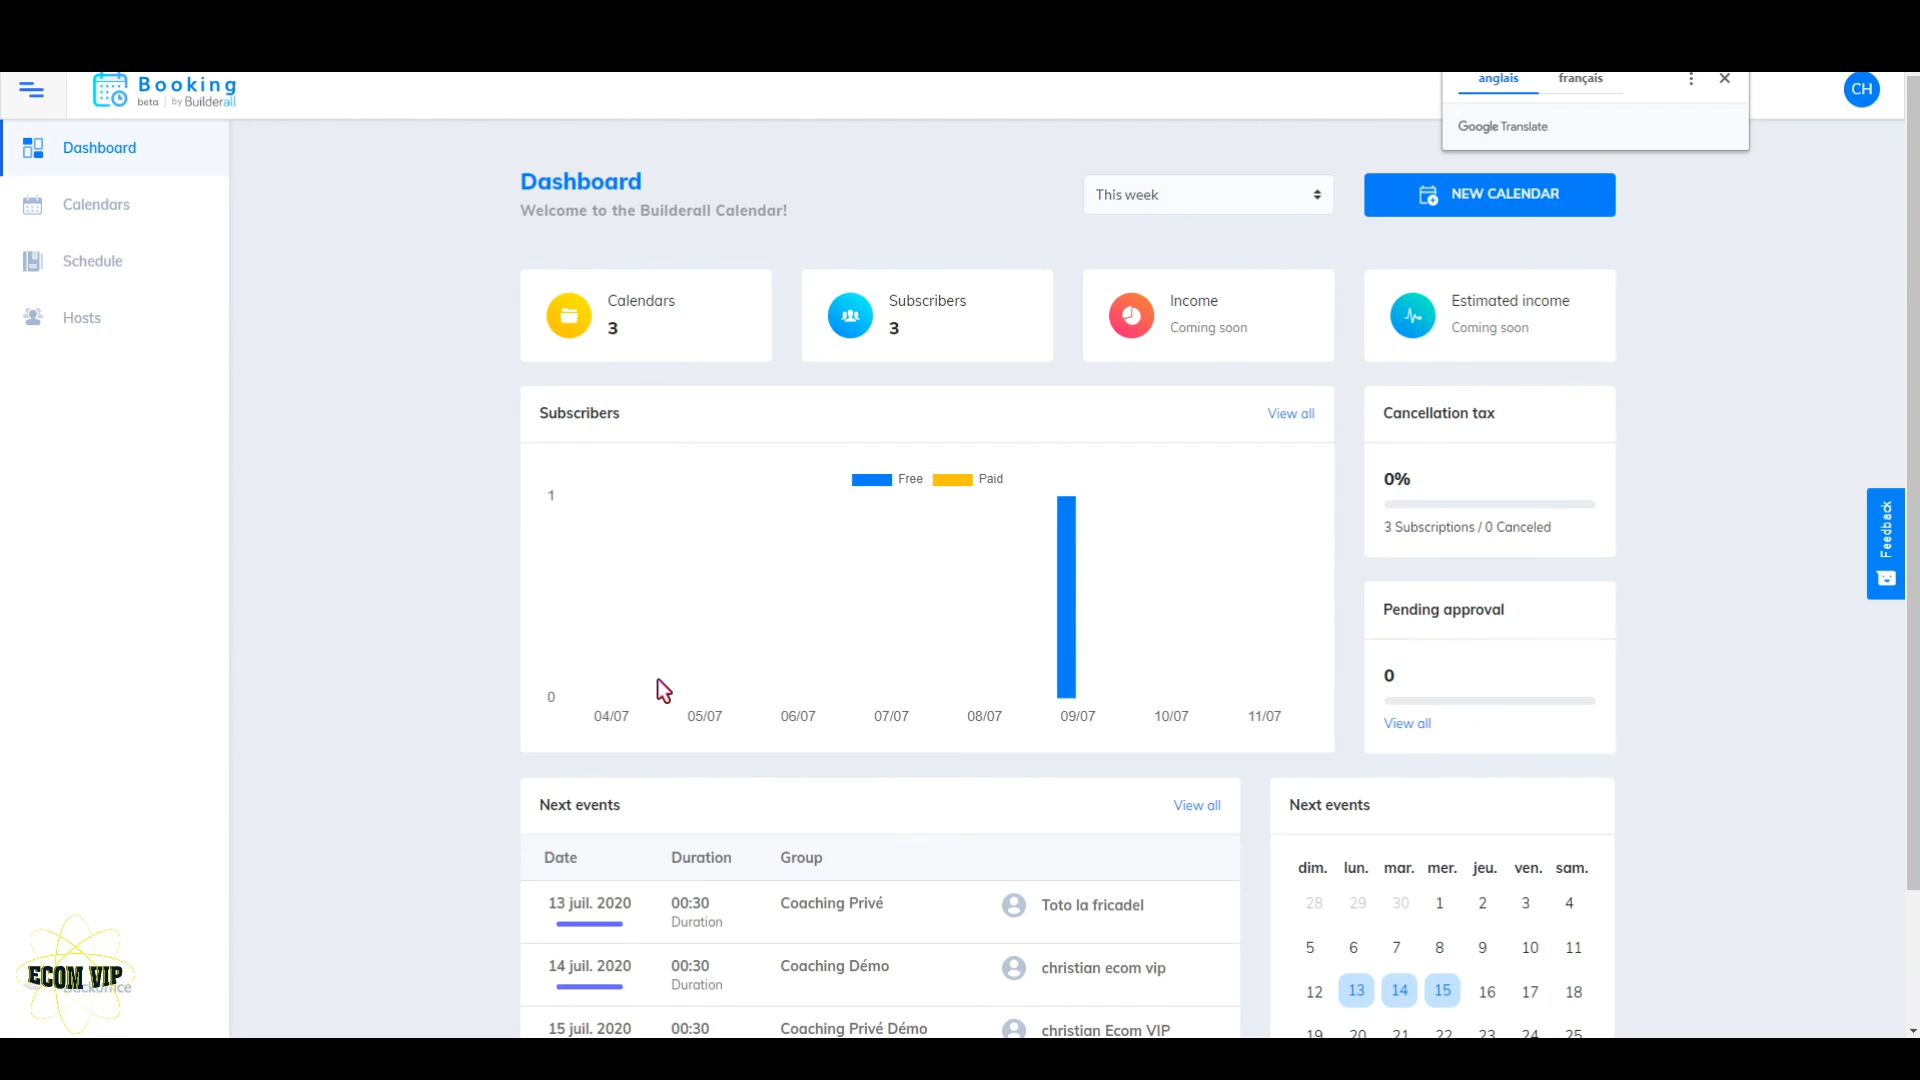 Booking
beta | by Builderall
anglais français
Google Translate
CH
Dashboard
Calendars
Schedule
Hosts
Dashboard
Welcome to the Builderall Calendar!
This week
NEW CALENDAR
Calendars
3
Subscribers
3
Income
Coming soon
Estimated income
Coming soon
Subscribers
View all
Free Paid
1
0
04/07 05/07 06/07 07/07 08/07 09/07 10/07 11/07
Cancellation tax
0%
3 Subscriptions / 0 Canceled
Pending approval
0
View all
Feedback
Next events
View all
Date Duration Group
13 juil. 2020 00:30 Coaching Privé Toto la fricadel
Duration
14 juil. 2020 00:30 Coaching Démo christian ecom vip
Duration
15 juil. 2020 00:30 Coaching Privé Démo christian Ecom VIP
Next events
dim. lun. mar. mer. jeu. ven. sam.
28 29 30 1 2 3 4
5 6 7 8 9 10 11
12 13 14 15 16 17 18
19 20 21 22 23 24 25
ECOM VIP